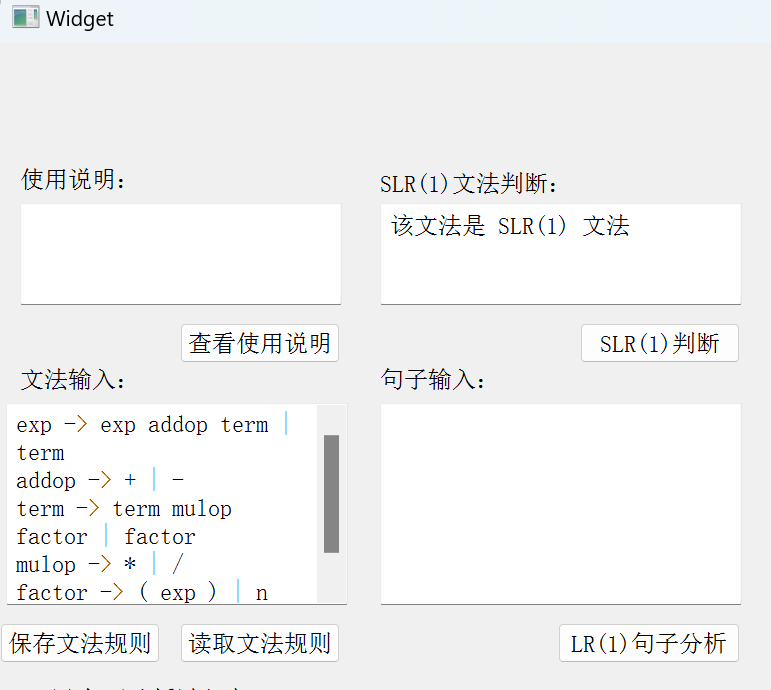 Widget
使用说明：
SLR(1)文法判断：
该文法是 SLR(1) 文法
查看使用说明
SLR(1)判断
文法输入：
句子输入：
exp -> exp addop term |
term
addop -> + | -
term -> term mulop
factor | factor
mulop -> * | /
factor -> ( exp ) | n
保存文法规则
读取文法规则
LR(1)句子分析